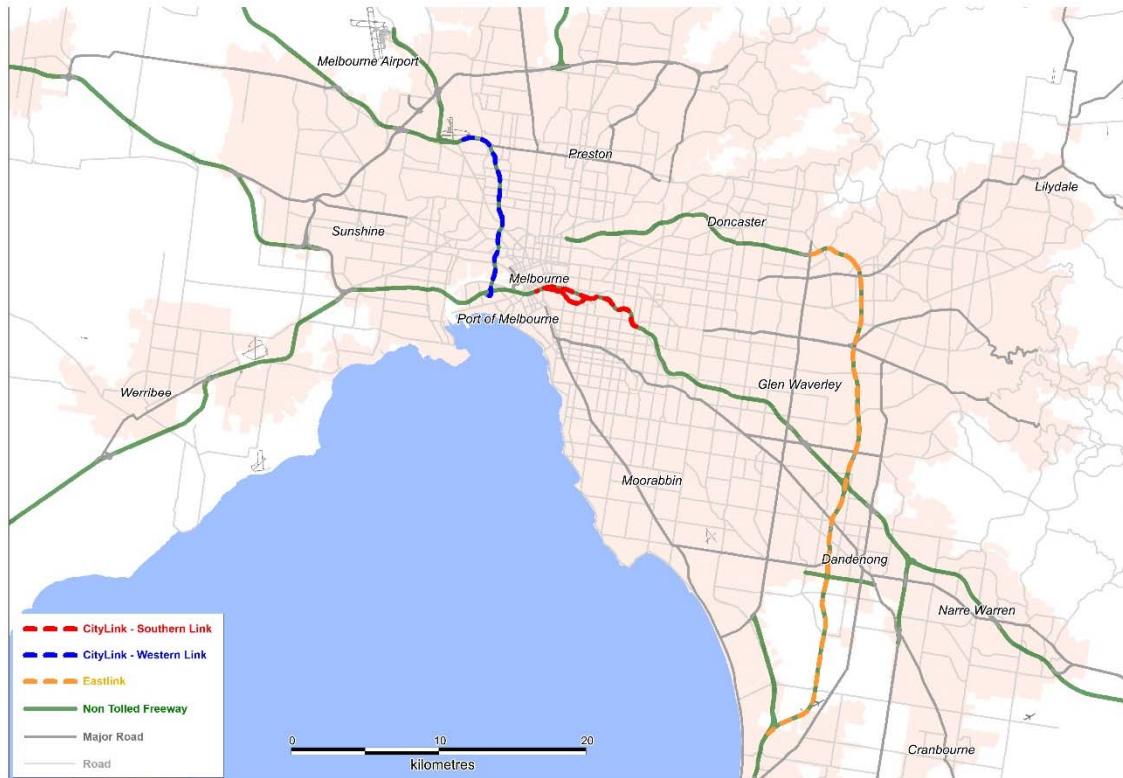 Melbourne Airport
Preston
Lilydale
Doncaster
Sunshine
Melbourne
Port of Melbourne
Glen Waverley
Werribee
Moorabbin
Dandenong
Narre Warren
CityLink - Southern Link
CityLink - Western Link
Eastlink
Non Tolled Freeway
Major Road
Road
0 10 20
kilometres
Cranbourne